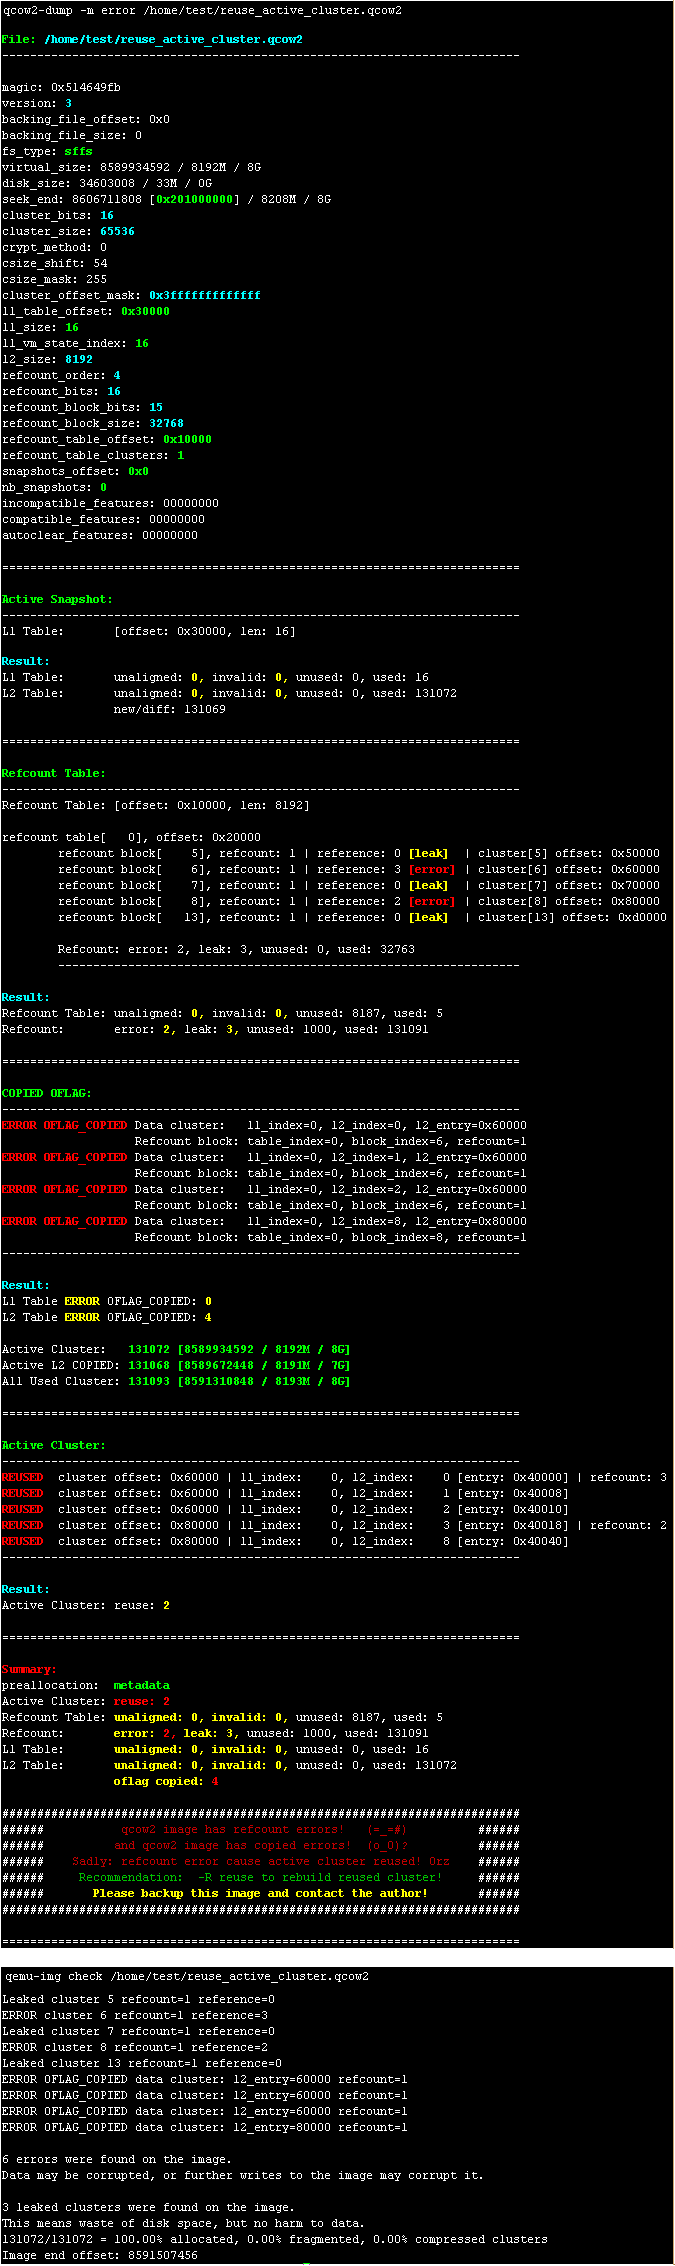 qcow2-dump -m error /home/test/reuse_active_cluster.qcow2
File: /home/test/reuse_active_cluster.qcow2
--------------------------------------------------------------------------
magic: 0x514649fb
version: 3
backing_file_offset: 0x0
backing_file_size: 0
fs_type: sffs
virtual_size: 8589934592 / 8192M / 8G
disk_size: 34603008 / 33M / 0G
seek_end: 8606711808 [0x201000000] / 8208M / 8G
cluster_bits: 16
cluster_size: 65536
crypt_method: 0
csize_shift: 54
csize_mask: 255
cluster_offset_mask: 0x3fffffffffffff
l1_table_offset: 0x30000
l1_size: 16
l1_vm_state_index: 16
l2_size: 8192
refcount_order: 4
refcount_bits: 16
refcount_block_bits: 15
refcount_block_size: 32768
refcount_table_offset: 0x10000
refcount_table_clusters: 1
snapshots_offset: 0x0
nb_snapshots: 0
incompatible_features: 00000000
compatible_features: 00000000
autoclear_features: 00000000
==========================================================================
Active Snapshot:
--------------------------------------------------------------------------
L1 Table: [offset: 0x30000, len: 16]
Result:
L1 Table: unaligned: 0, invalid: 0, unused: 0, used: 16
L2 Table: unaligned: 0, invalid: 0, unused: 0, used: 131072
new/diff: 131069
==========================================================================
Refcount Table:
--------------------------------------------------------------------------
Refcount Table: [offset: 0x10000, len: 8192]
refcount table[ 0], offset: 0x20000
refcount block[ 5], refcount: 1 | reference: 0 [leak] | cluster[5] offset: 0x50000
refcount block[ 6], refcount: 1 | reference: 3 [error] | cluster[6] offset: 0x60000
refcount block[ 7], refcount: 1 | reference: 0 [leak] | cluster[7] offset: 0x70000
refcount block[ 8], refcount: 1 | reference: 2 [error] | cluster[8] offset: 0x80000
refcount block[ 13], refcount: 1 | reference: 0 [leak] | cluster[13] offset: 0xd0000
Refcount: error: 2, leak: 3, unused: 0, used: 32763
------------------------------------------------------------------
Result:
Refcount Table: unaligned: 0, invalid: 0, unused: 8187, used: 5
Refcount: error: 2, leak: 3, unused: 1000, used: 131091
==========================================================================
COPIED OFLAG:
--------------------------------------------------------------------------
ERROR OFLAG_COPIED Data cluster: l1_index=0, l2_index=0, l2_entry=0x60000
Refcount block: table_index=0, block_index=6, refcount=1
ERROR OFLAG_COPIED Data cluster: l1_index=0, l2_index=1, l2_entry=0x60000
Refcount block: table_index=0, block_index=6, refcount=1
ERROR OFLAG_COPIED Data cluster: l1_index=0, l2_index=2, l2_entry=0x60000
Refcount block: table_index=0, block_index=6, refcount=1
ERROR OFLAG_COPIED Data cluster: l1_index=0, l2_index=8, l2_entry=0x80000
Refcount block: table_index=0, block_index=8, refcount=1
--------------------------------------------------------------------------
Result:
L1 Table ERROR OFLAG_COPIED: 0
L2 Table ERROR OFLAG_COPIED: 4
Active Cluster: 131072 [8589934592 / 8192M / 8G]
Active L2 COPIED: 131068 [8589672448 / 8191M / 7G]
All Used Cluster: 131093 [8591310848 / 8193M / 8G]
==========================================================================
Active Cluster:
--------------------------------------------------------------------------
REUSED cluster offset: 0x60000 | l1_index: 0, l2_index: 0 [entry: 0x40000] | refcount: 3
REUSED cluster offset: 0x60000 | l1_index: 0, l2_index: 1 [entry: 0x40008]
REUSED cluster offset: 0x60000 | l1_index: 0, l2_index: 2 [entry: 0x40010]
REUSED cluster offset: 0x80000 | l1_index: 0, l2_index: 3 [entry: 0x40018] | refcount: 2
REUSED cluster offset: 0x80000 | l1_index: 0, l2_index: 8 [entry: 0x40040]
--------------------------------------------------------------------------
Result:
Active Cluster: reuse: 2
==========================================================================
Summary:
preallocation: metadata
Active Cluster: reuse: 2
Refcount Table: unaligned: 0, invalid: 0, unused: 8187, used: 5
Refcount: error: 2, leak: 3, unused: 1000, used: 131091
L1 Table: unaligned: 0, invalid: 0, unused: 0, used: 16
L2 Table: unaligned: 0, invalid: 0, unused: 0, used: 131072
oflag copied: 4
##########################################################################
###### qcow2 image has refcount errors! (=_=#) ######
###### and qcow2 image has copied errors! (o_0)? ######
###### Sadly: refcount error cause active cluster reused! Orz ######
###### Recommendation: -R reuse to rebuild reused cluster! ######
###### Please backup this image and contact the author! ######
##########################################################################
==========================================================================
qemu-img check /home/test/reuse_active_cluster.qcow2
Leaked cluster 5 refcount=1 reference=0
ERROR cluster 6 refcount=1 reference=3
Leaked cluster 7 refcount=1 reference=0
ERROR cluster 8 refcount=1 reference=2
Leaked cluster 13 refcount=1 reference=0
ERROR OFLAG_COPIED data cluster: l2_entry=60000 refcount=1
ERROR OFLAG_COPIED data cluster: l2_entry=60000 refcount=1
ERROR OFLAG_COPIED data cluster: l2_entry=60000 refcount=1
ERROR OFLAG_COPIED data cluster: l2_entry=80000 refcount=1
6 errors were found on the image.
Data may be corrupted, or further writes to the image may corrupt it.
3 leaked clusters were found on the image.
This means waste of disk space, but no harm to data.
131072/131072 = 100.00% allocated, 0.00% fragmented, 0.00% compressed clusters
Image end offset: 8591507456